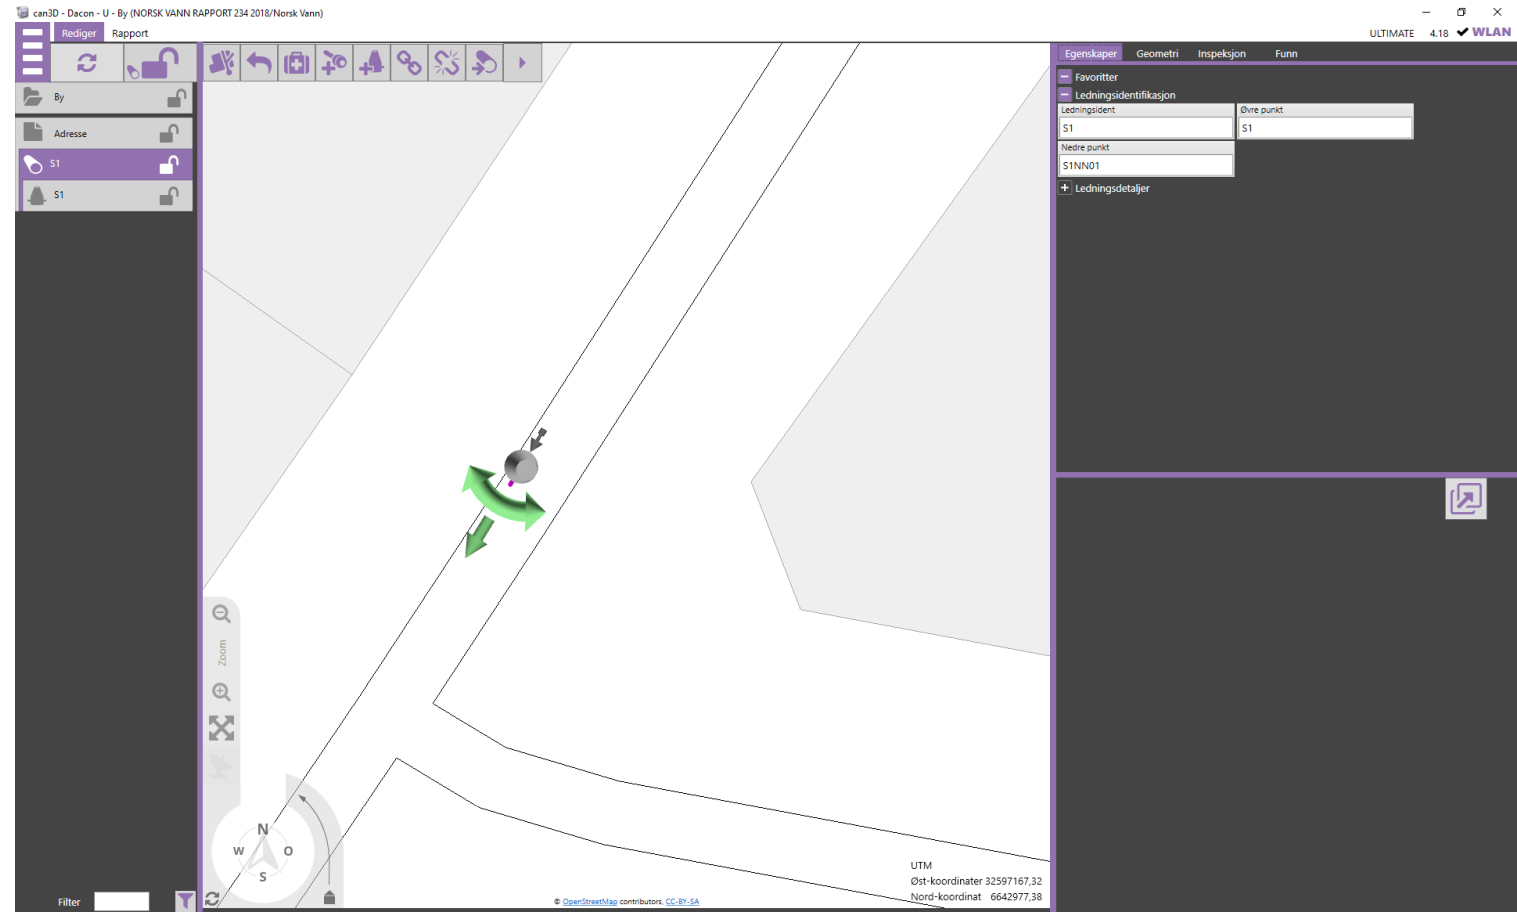 can3D - Dacon - U - By (NORSK VANN RAPPORT 234 2018/Norsk Vann)
Rediger Rapport
ULTIMATE 4.18 WLAN
By
Adresse
S1
S1
Filter
Zoom
N
W O
S
UTM
Øst-koordinater 32597167,32
Nord-koordinat 6642977,38
© OpenStreetMap contributors, CC-BY-SA
Egenskaper Geometri Inspeksjon Funn
Favoritter
Ledningsidentifikasjon
Ledningsident Øvre punkt
S1 S1
Nedre punkt
S1NN01
Ledningsdetaljer